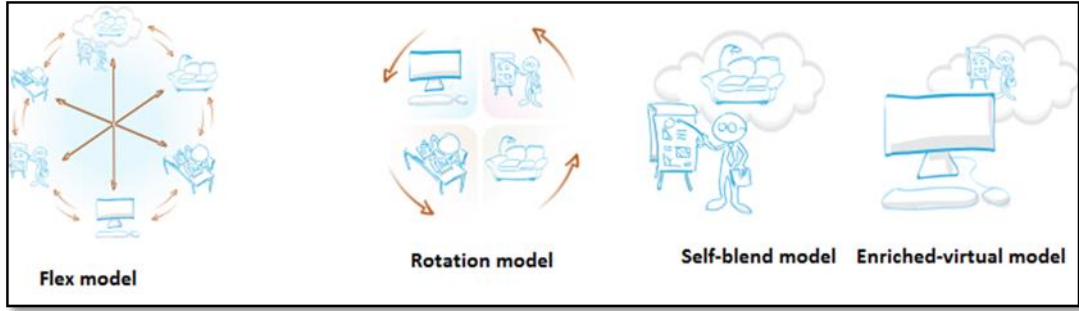 Flex model
Rotation model
Self-blend model
Enriched-virtual model